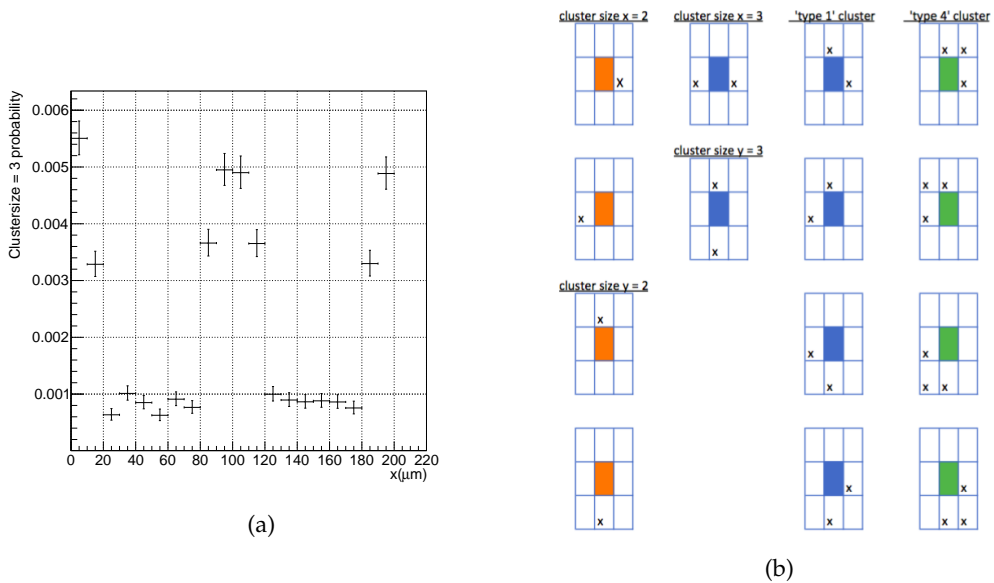 Clustersize = 3 probability
0.006
0.005
0.004
0.003
0.002
0.001
0 20 40 60 80 100 120 140 160 180 200 220
x(μm)
(a)
cluster size x = 2 cluster size x = 3 'type 1' cluster 'type 4' cluster
x x x
x x x x x
cluster size y = 3
x x x x
x x x
x
cluster size y = 2
x
x x
x x x
x x x
x x x x
(b)